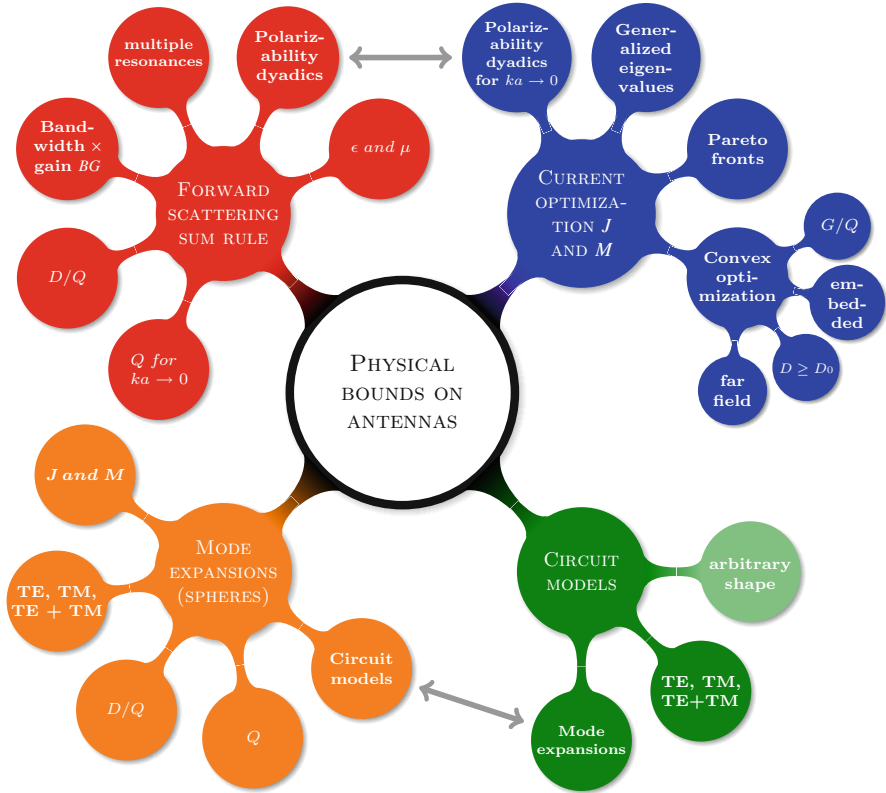 multiple
resonances
Polariz-
ability
dyadics
Band-
width ×
gain BG
ϵ and μ
FORWARD
SCATTERING
SUM RULE
D/Q
Q for
ka → 0
Polariz-
ability
dyadics
for ka → 0
Gener-
alized
eigen-
values
Pareto
fronts
CURRENT
OPTIMIZA-
TION J
AND M
Convex
opti-
mization
G/Q
em-
bed-
ded
D ≥ D₀
far
field
PHYSICAL
BOUNDS ON
ANTENNAS
J and M
MODE
EXPANSIONS
(SPHERES)
TE, TM,
TE + TM
D/Q
Q
Circuit
models
CIRCUIT
MODELS
arbitrary
shape
TE, TM,
TE+TM
Mode
expansions